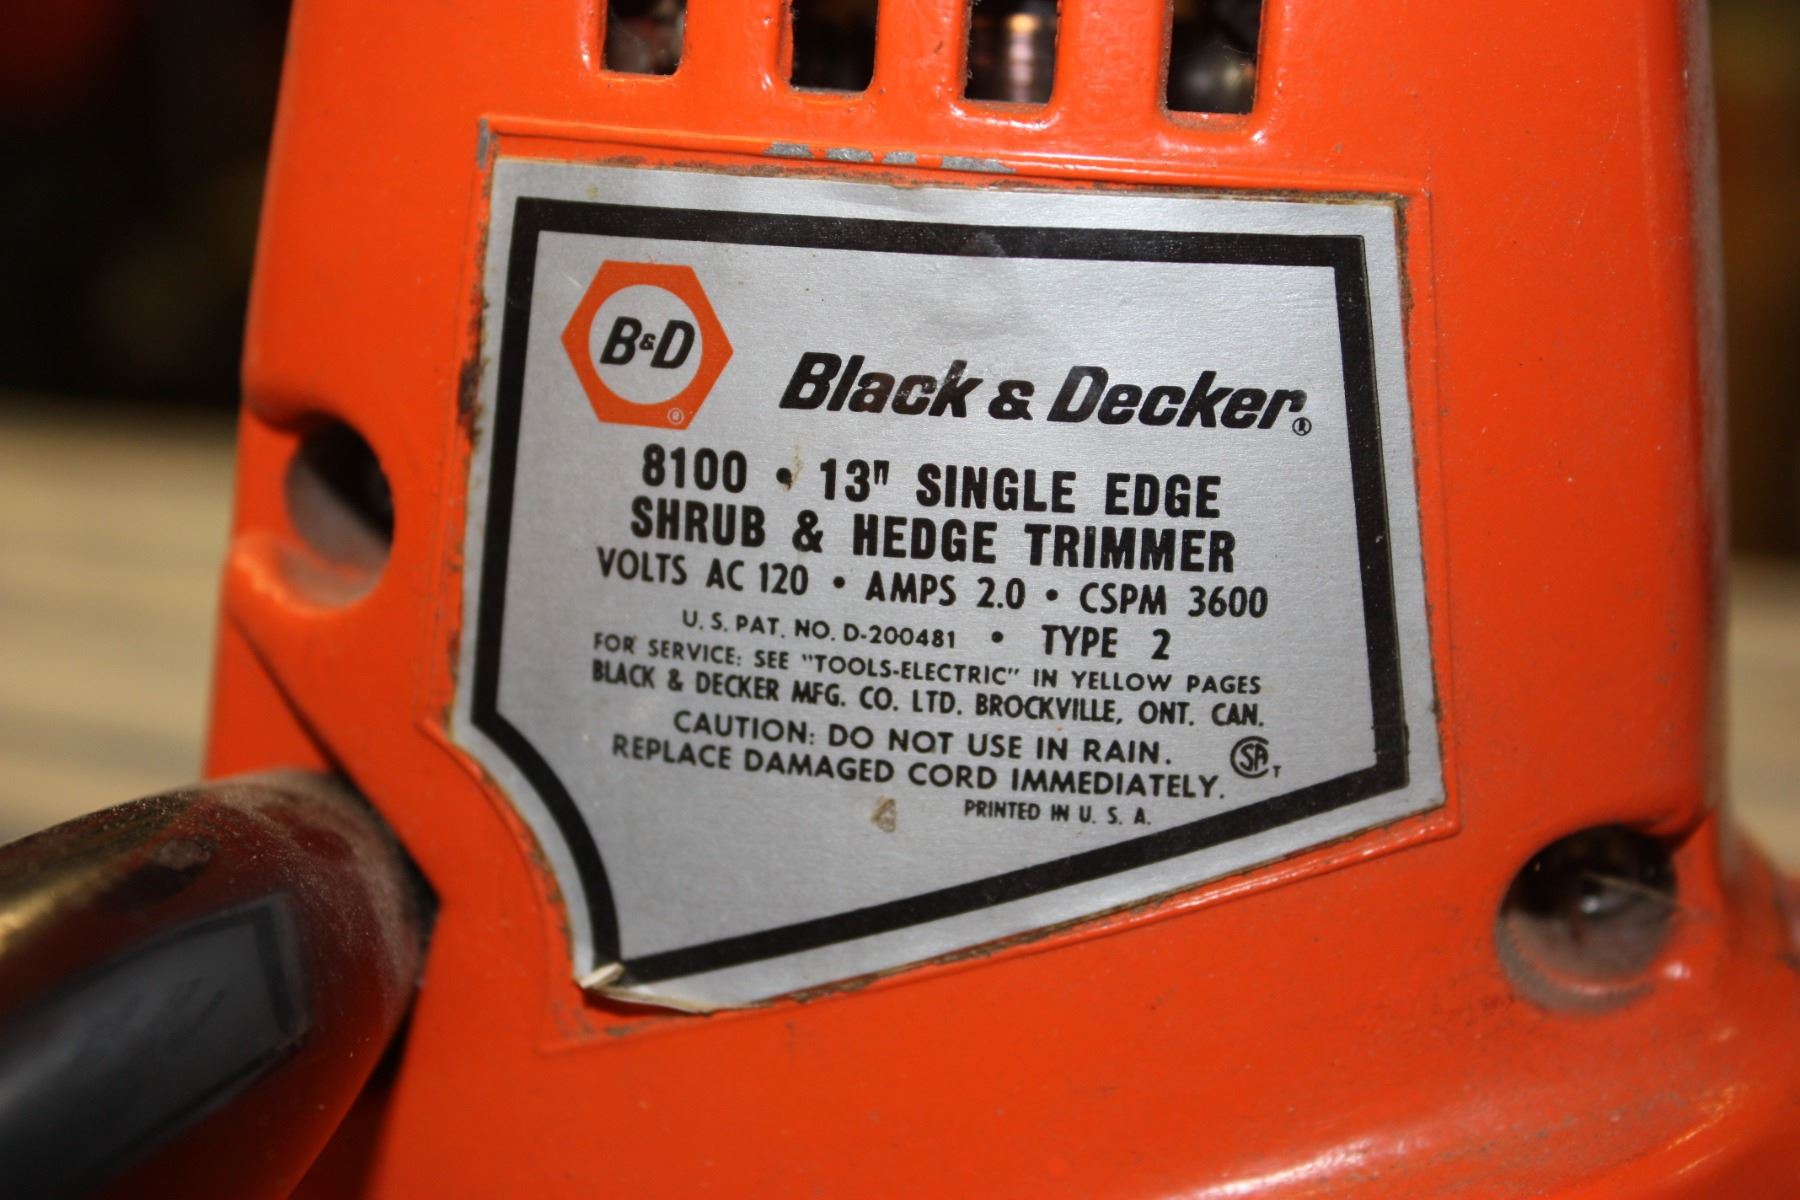 B&D
®
Black & Decker®
8100 • 13" SINGLE EDGE
SHRUB & HEDGE TRIMMER
VOLTS AC 120 • AMPS 2.0 • CSPM 3600
U. S. PAT. NO. D-200481 • TYPE 2
FOR SERVICE: SEE "TOOLS-ELECTRIC" IN YELLOW PAGES
BLACK & DECKER MFG. CO. LTD. BROCKVILLE, ONT. CAN.
CAUTION: DO NOT USE IN RAIN.
REPLACE DAMAGED CORD IMMEDIATELY.
SA T
PRINTED IN U. S. A.